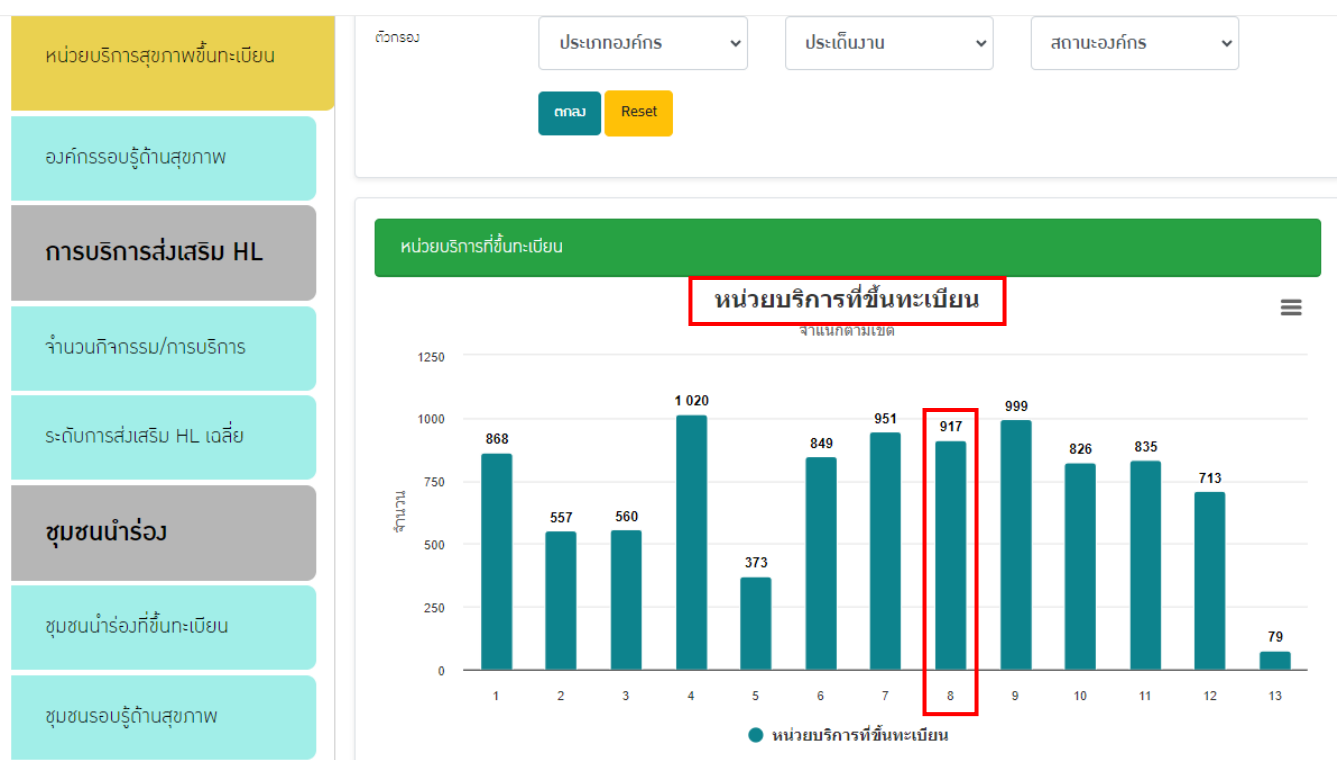 หน่วยบริการสุขภาพขึ้นทะเบียน
องค์กรรอบรู้ด้านสุขภาพ
การบริการส่งเสริม HL
จำนวนกิจกรรม/การบริการ
ระดับการส่งเสริม HL เฉลี่ย
ชุมชนนำร่อง
ชุมชนนำร่องที่ขึ้นทะเบียน
ชุมชนรอบรู้ด้านสุขภาพ
ตัวกรอง
ประเภทองค์กร
ประเด็นงาน
สถานะองค์กร
ตกลง
Reset
หน่วยบริการที่ขึ้นทะเบียน
หน่วยบริการที่ขึ้นทะเบียน
จำแนกตามเขต
จำนวน
1250
1000
750
500
250
0
868
557
560
1 020
373
849
951
917
999
826
835
713
79
1 2 3 4 5 6 7 8 9 10 11 12 13
หน่วยบริการที่ขึ้นทะเบียน